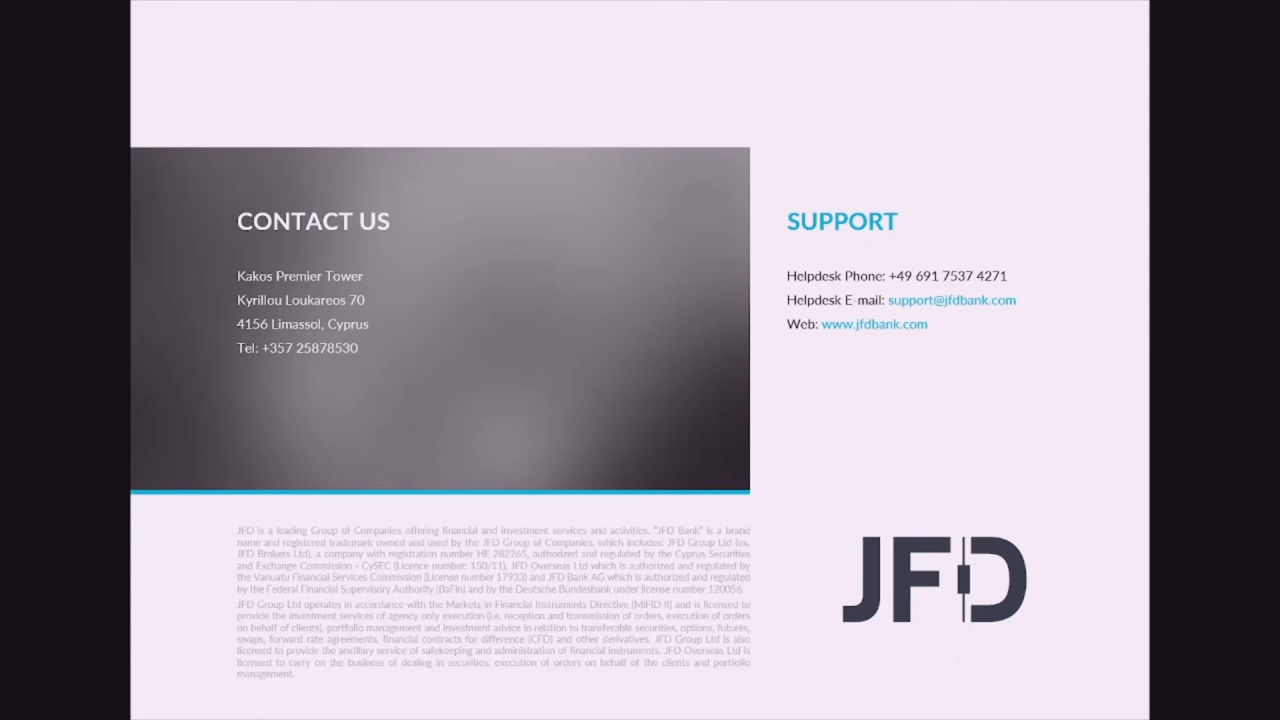 CONTACT US
Kakos Premier Tower
Kyrillou Loukareos 70
4156 Limassol, Cyprus
Tel: +357 25878530
SUPPORT
Helpdesk Phone: +49 691 7537 4271
Helpdesk E-mail: support@jfdbank.com
Web: www.jfdbank.com
JFD is a leading Group of Companies offering financial and investment services and activities. "JFD Bank" is a brand
name and registered trademark owned and used by the JFD Group of Companies, which includes: JFD Group Ltd (ex.
JFD Brokers Ltd), a company with registration number HE 282265, authorized and regulated by the Cyprus Securities
and Exchange Commission - CySEC (Licence number: 150/11), JFD Overseas Ltd which is authorized and regulated by
the Vanuatu Financial Services Commission (License number 17933) and JFD Bank AG which is authorized and regulated
by the Federal Financial Supervisory Authority (BaFin) and by the Deutsche Bundesbank under license number 120056.
JFD Group Ltd operates in accordance with the Markets in Financial Instruments Directive (MiFID II) and is licensed to
provide the investment services of agency only execution (i.e. reception and transmission of orders, execution of orders
on behalf of clients), portfolio management and investment advice in relation to transferable securities, options, futures,
swaps, forward rate agreements, financial contracts for difference (CFD) and other derivatives. JFD Group Ltd is also
licensed to provide the ancillary service of safekeeping and administration of financial instruments. JFD Overseas Ltd is
licensed to carry on the business of dealing in securities, execution of orders on behalf of the clients and portfolio
management.
JFD